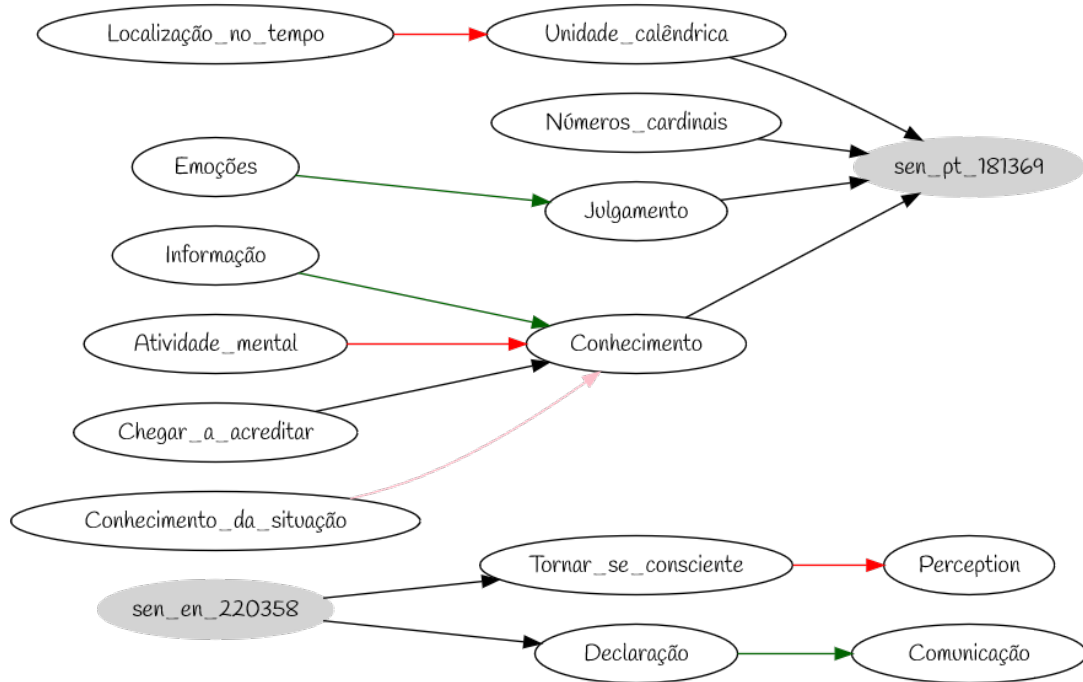 Localização_no_tempo
Unidade_calêndrica
Números_cardinais
Emoções
sen_pt_181369
Julgamento
Informação
Atividade_mental
Conhecimento
Chegar_a_acreditar
Conhecimento_da_situação
Tornar_se_consciente
Perception
sen_en_220358
Declaração
Comunicação